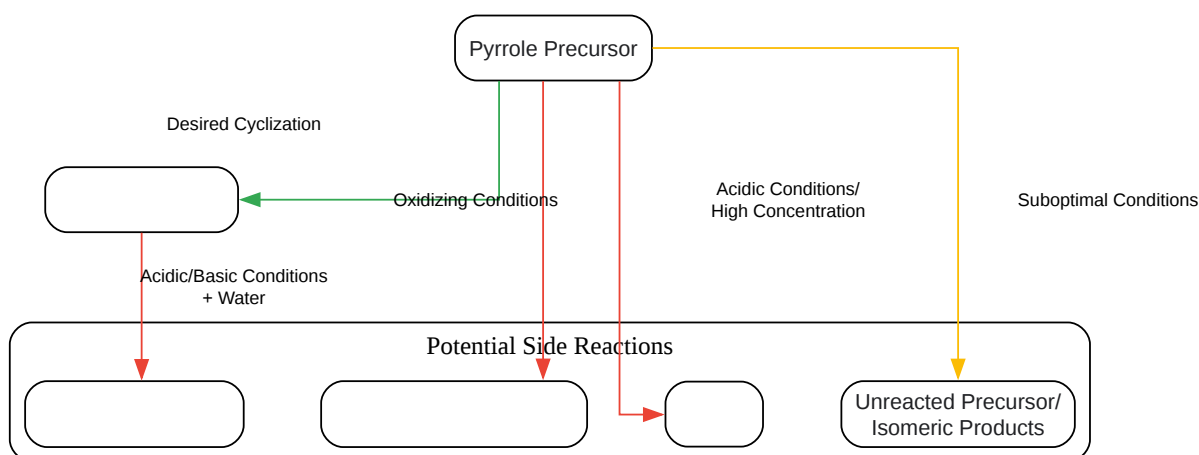 Pyrrole Precursor
Desired Cyclization
Oxidizing Conditions
Acidic Conditions/
High Concentration
Suboptimal Conditions
Acidic/Basic Conditions
+ Water
Potential Side Reactions
Unreacted Precursor/
Isomeric Products